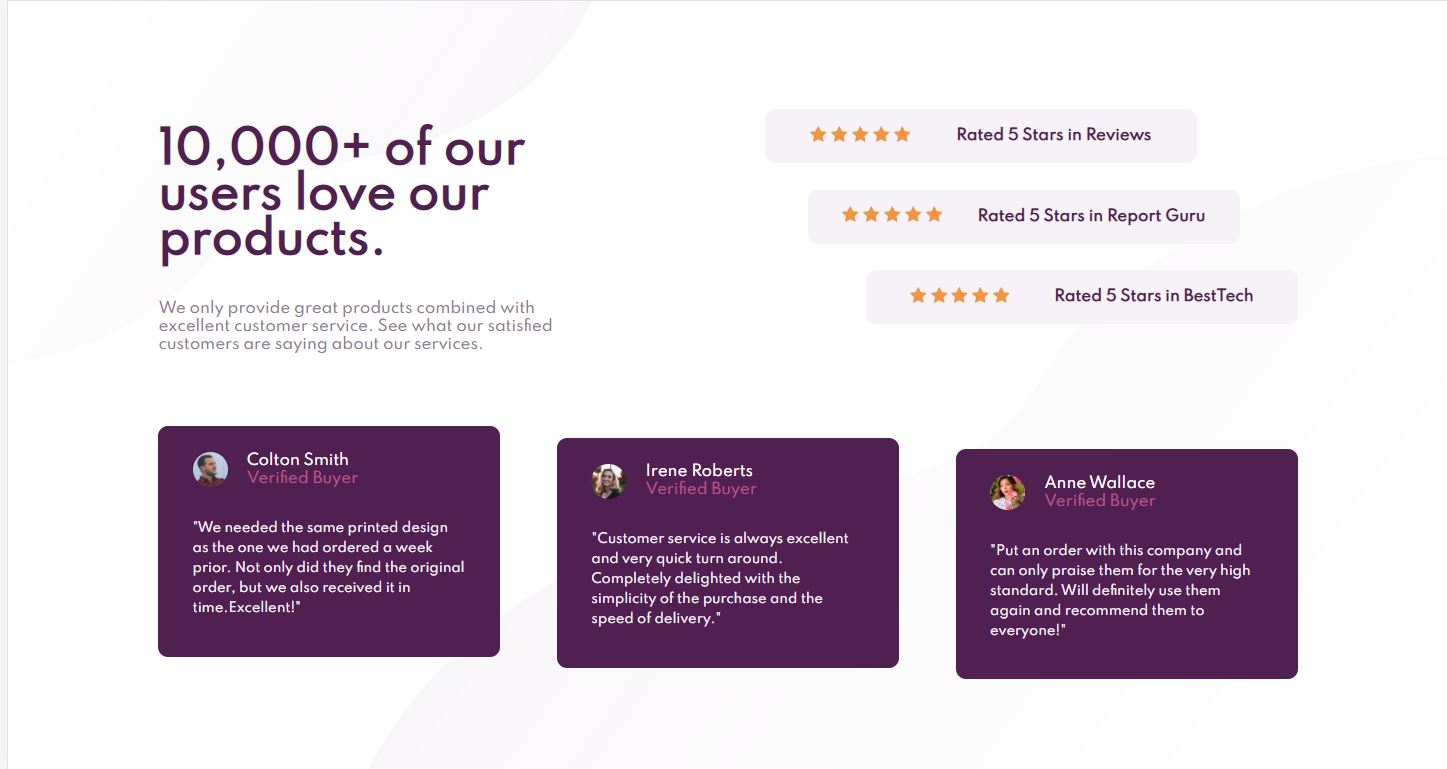 10,000+ of our
users love our
products.
We only provide great products combined with
excellent customer service. See what our satisfied
customers are saying about our services.
Rated 5 Stars in Reviews
Rated 5 Stars in Report Guru
Rated 5 Stars in BestTech
Colton Smith
Verified Buyer
"We needed the same printed design
as the one we had ordered a week
prior. Not only did they find the original
order, but we also received it in
time.Excellent!"
Irene Roberts
Verified Buyer
"Customer service is always excellent
and very quick turn around.
Completely delighted with the
simplicity of the purchase and the
speed of delivery."
Anne Wallace
Verified Buyer
"Put an order with this company and
can only praise them for the very high
standard. Will definitely use them
again and recommend them to
everyone!"